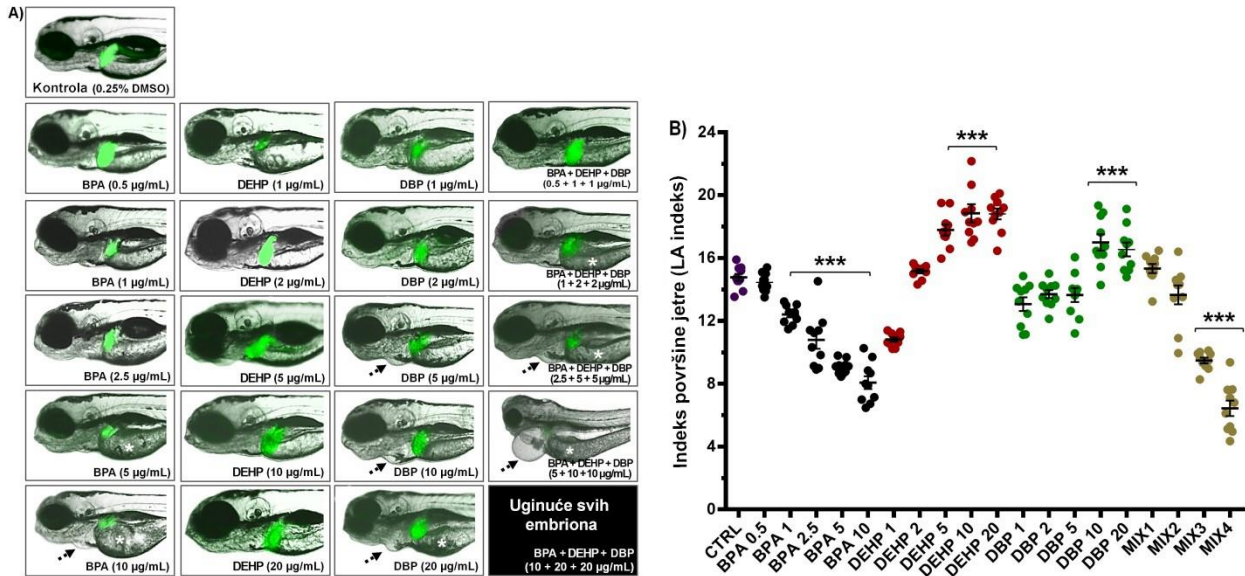 A)
Kontrola (0.25% DMSO)
BPA (0.5 µg/mL)
DEHP (1 µg/mL)
DBP (1 µg/mL)
BPA + DEHP + DBP
(0.5 + 1 + 1 µg/mL)
BPA (1 µg/mL)
DEHP (2 µg/mL)
DBP (2 µg/mL)
*
BPA + DEHP + DBP
(1 + 2 + 2 µg/mL)
BPA (2.5 µg/mL)
DEHP (5 µg/mL)
DBP (5 µg/mL)
*
BPA + DEHP + DBP
(2.5 + 5 + 5µg/mL)
*
BPA (5 µg/mL)
DEHP (10 µg/mL)
DBP (10 µg/mL)
*
BPA + DEHP + DBP
(5 + 10 + 10 µg/mL)
* *
BPA (10 µg/mL)
DEHP (20 µg/mL)
*
DBP (20 µg/mL)
Uginuće svih
embriona
BPA + DEHP + DBP
(10 + 20 + 20 µg/mL)
B)
Indeks površine jetre (LA indeks)
24
20
16
12
8
4
0
***
***
***
***
CTRL
BPA 0.5
BPA 1
BPA 2.5
BPA 5
BPA 10
DEHP 1
DEHP 2
DEHP 5
DEHP 10
DEHP 20
DBP 1
DBP 2
DBP 5
DBP 10
DBP 20
MIX1
MIX2
MIX3
MIX4